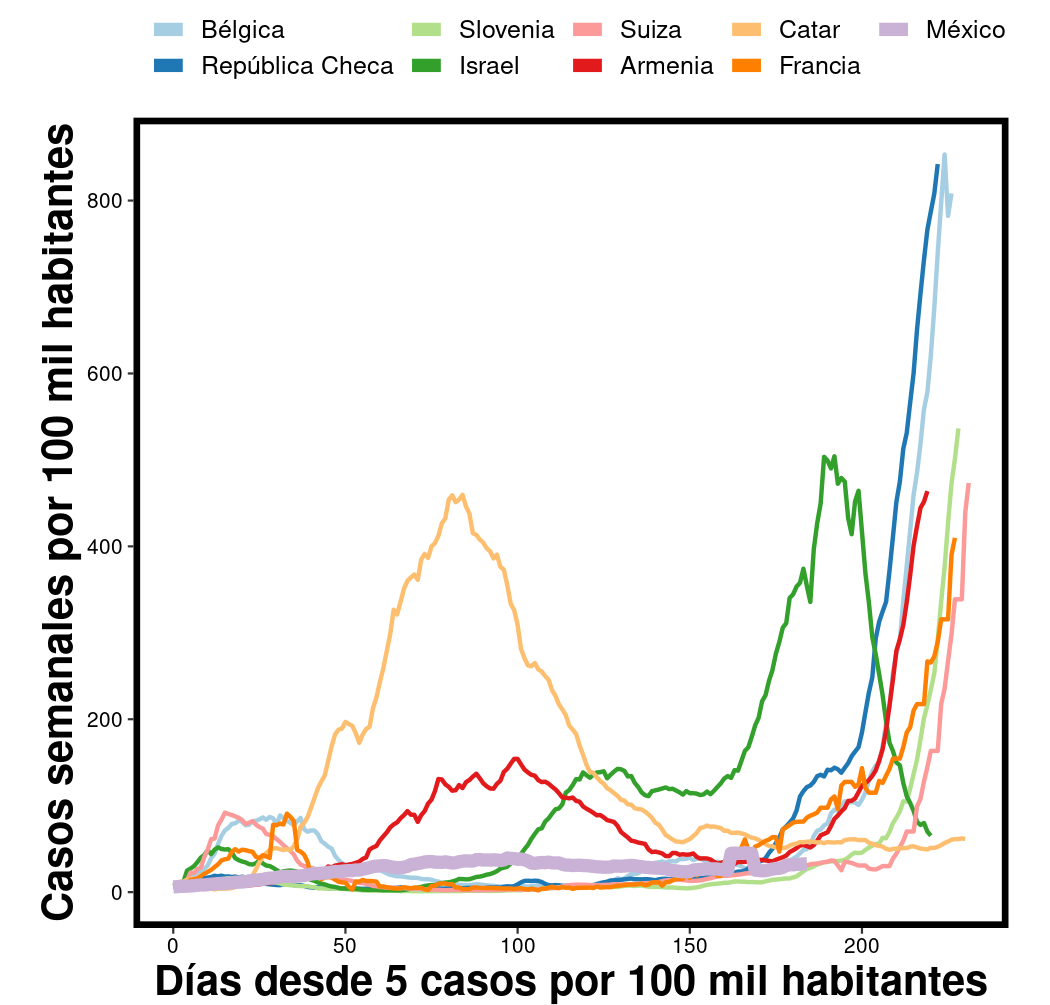 Bélgica
Slovenia
Suiza
Catar
México
República Checa
Israel
Armenia
Francia
Casos semanales por 100 mil habitantes
800
600
400
200
0
0
50
100
150
200
Días desde 5 casos por 100 mil habitantes